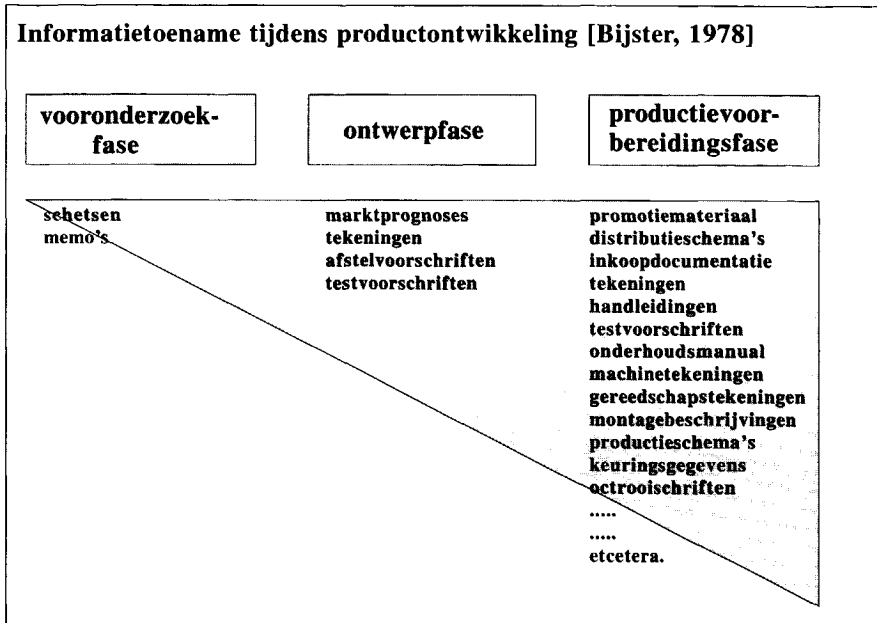 Informatietoename tijdens productontwikkeling [Bijster, 1978]
vooronderzoek-
fase
ontwerpfase
productievoor-
bereidingsfase
schetsen
memo's
marktprognoses
tekeningen
afstelvoorschriften
testvoorschriften
promotiemateriaal
distributieschema's
inkoopdocumentatie
tekeningen
handleidingen
testvoorschriften
onderhoudsmanual
machinetekeningen
gereedschapstekeningen
montagebeschrijvingen
productieschema's
keuringsgegevens
octrooischriften
.....
.....
etcetera.